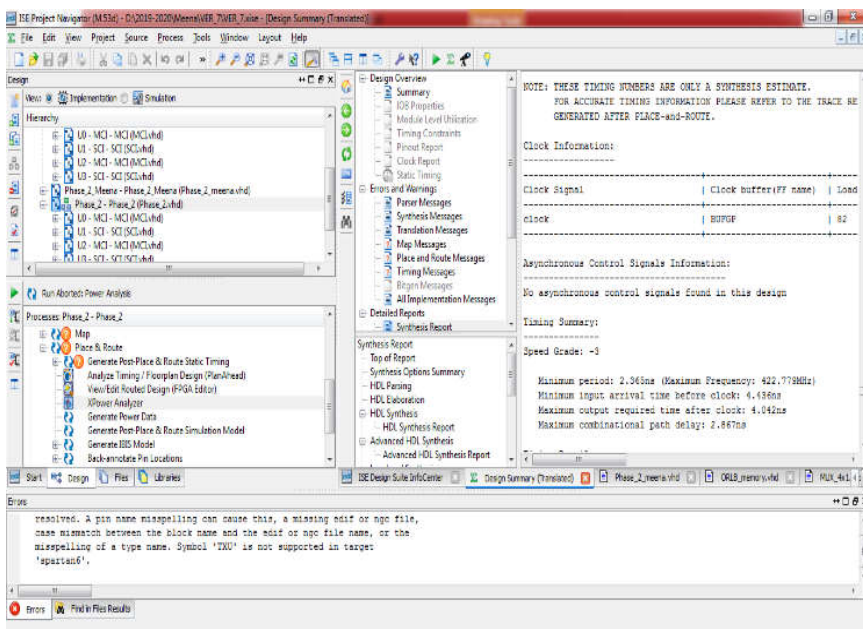 ISE Project Navigator (M.53d) - D:\2019-2020\Meena\VER_7\VER_7.xise - [Design Summary (Translated)]
File Edit View Project Source Process Tools Window Layout Help
Design
View: Implementation Simulation
Hierarchy
U0 - MCI - MCI (MCI.vhd)
U1 - SCI - SCI (SCI.vhd)
U2 - MCI - MCI (MCI.vhd)
U3 - SCI - SCI (SCI.vhd)
Phase_2_Meena - Phase_2_Meena (Phase_2_meena.vhd)
Phase_2 - Phase_2 (Phase_2.vhd)
U0 - MCI - MCI (MCI.vhd)
U1 - SCI - SCI (SCI.vhd)
U2 - MCI - MCI (MCI.vhd)
U3 - SCI - SCI (SCI.vhd)
Run Aborted: Power Analysis
Processes: Phase_2 - Phase_2
Map
Place & Route
Generate Post-Place & Route Static Timing
Analyze Timing / Floorplan Design (PlanAhead)
View/Edit Routed Design (FPGA Editor)
XPower Analyzer
Generate Power Data
Generate Post-Place & Route Simulation Model
Generate IBIS Model
Back-annotate Pin Locations
Start Design Files Libraries
Design Overview
Summary
IOB Properties
Module Level Utilization
Timing Constraints
Pinout Report
Clock Report
Static Timing
Errors and Warnings
Parser Messages
Synthesis Messages
Translation Messages
Map Messages
Place and Route Messages
Timing Messages
Bitgen Messages
All Implementation Messages
Detailed Reports
Synthesis Report
Synthesis Report
Top of Report
Synthesis Options Summary
HDL Parsing
HDL Elaboration
HDL Synthesis
HDL Synthesis Report
Advanced HDL Synthesis
Advanced HDL Synthesis Report
NOTE: THESE TIMING NUMBERS ARE ONLY A SYNTHESIS ESTIMATE.
FOR ACCURATE TIMING INFORMATION PLEASE REFER TO THE TRACE RE
GENERATED AFTER PLACE-and-ROUTE.
Clock Information:
------------------
Clock Signal | Clock buffer(FF name) | Load
clock | BUFGP | 82
Asynchronous Control Signals Information:
----------------------------------------
No asynchronous control signals found in this design
Timing Summary:
---------------
Speed Grade: -3
Minimum period: 2.365ns (Maximum Frequency: 422.779MHz)
Minimum input arrival time before clock: 4.436ns
Maximum output required time after clock: 4.042ns
Maximum combinational path delay: 2.867ns
ISE Design Suite InfoCenter Design Summary (Translated) Phase_2_meena.vhd ORLB_memory.vhd MUX_4x1.
Errors
resolved. A pin name misspelling can cause this, a missing edif or ngc file,
case mismatch between the block name and the edif or ngc file name, or the
misspelling of a type name. Symbol 'TXU' is not supported in target
'spartan6'.
Errors Find in Files Results